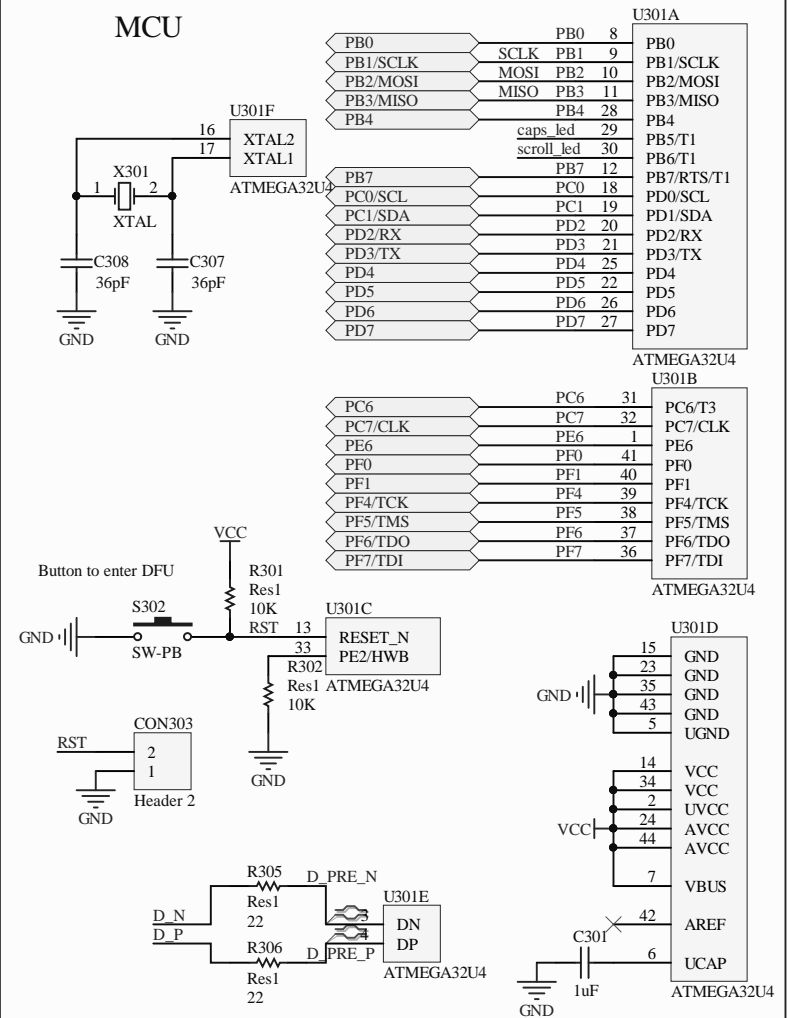 MCU
U301F
16 XTAL2
17 XTAL1
ATMEGA32U4
X301
1 2
XTAL
C308
36pF
C307
36pF
GND
GND
U301A
PB0 PB0 8 PB0
PB1/SCLK SCLK PB1 9 PB1/SCLK
PB2/MOSI MOSI PB2 10 PB2/MOSI
PB3/MISO MISO PB3 11 PB3/MISO
PB4 PB4 28 PB4
caps_led 29 PB5/T1
scroll_led 30 PB6/T1
PB7 PB7 12 PB7/RTS/T1
PC0/SCL PC0 18 PD0/SCL
PC1/SDA PC1 19 PD1/SDA
PD2/RX PD2 20 PD2/RX
PD3/TX PD3 21 PD3/TX
PD4 PD4 25 PD4
PD5 PD5 22 PD5
PD6 PD6 26 PD6
PD7 PD7 27 PD7
ATMEGA32U4
U301B
PC6 PC6 31 PC6/T3
PC7/CLK PC7 32 PC7/CLK
PE6 PE6 1 PE6
PF0 PF0 41 PF0
PF1 PF1 40 PF1
PF4/TCK PF4 39 PF4/TCK
PF5/TMS PF5 38 PF5/TMS
PF6/TDO PF6 37 PF6/TDO
PF7/TDI PF7 36 PF7/TDI
ATMEGA32U4
VCC
Button to enter DFU
R301
Res1
10K
S302
GND
SW-PB
RST
U301C
13 RESET_N
33 PE2/HWB
ATMEGA32U4
R302
Res1
10K
GND
CON303
RST 2
1
Header 2
GND
U301D
15 GND
23 GND
35 GND
43 GND
5 UGND
GND
14 VCC
34 VCC
2 UVCC
24 AVCC
44 AVCC
VCC
7 VBUS
42 AREF
6 UCAP
C301
1uF
GND
ATMEGA32U4
R305
Res1
22
D_PRE_N
D_N
D_P
R306
Res1
22
D_PRE_P
U301E
3 DN
4 DP
ATMEGA32U4